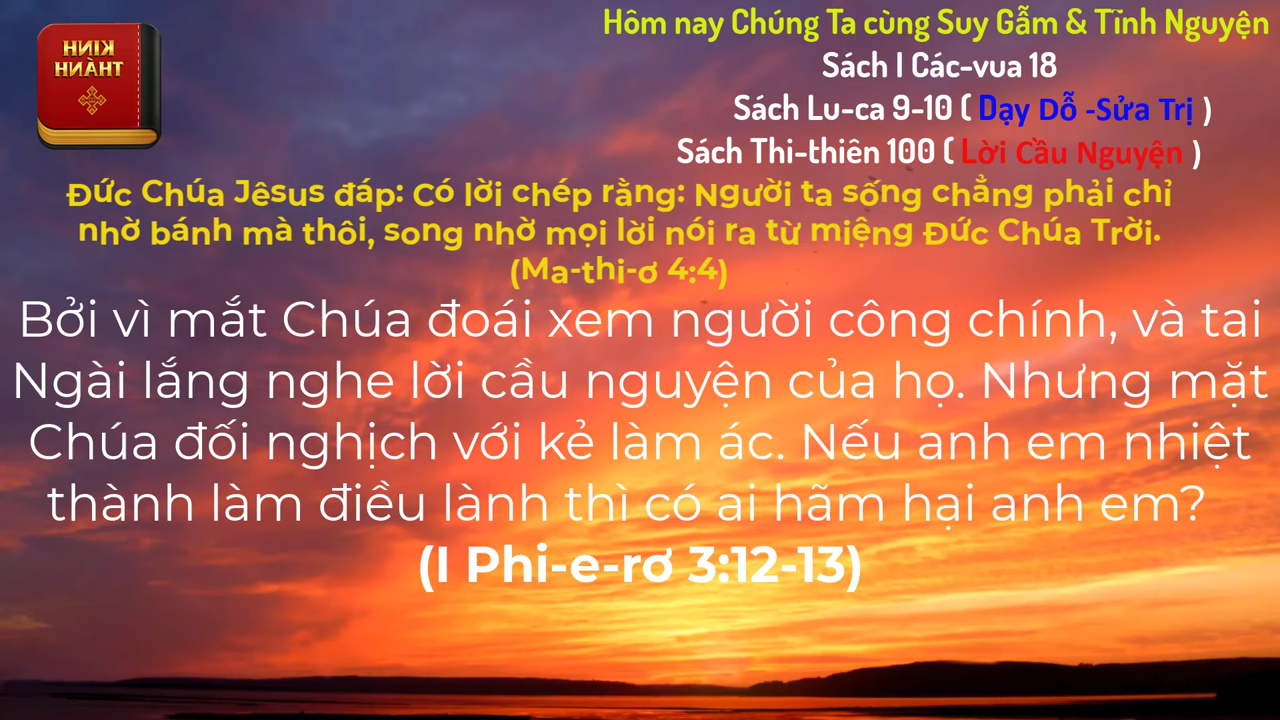 KINH
THÁNH
Hôm nay Chúng Ta cùng Suy Gẫm & Tĩnh Nguyện
Sách I Các-vua 18
Sách Lu-ca 9-10 ( Dạy Dỗ -Sửa Trị )
Sách Thi-thiên 100 ( Lời Cầu Nguyện )
Đức Chúa Jêsus đáp: Có lời chép rằng: Người ta sống chẳng phải chỉ
nhờ bánh mà thôi, song nhờ mọi lời nói ra từ miệng Đức Chúa Trời.
(Ma-thi-ơ 4:4)
Bởi vì mắt Chúa đoái xem người công chính, và tai
Ngài lắng nghe lời cầu nguyện của họ. Nhưng mặt
Chúa đối nghịch với kẻ làm ác. Nếu anh em nhiệt
thành làm điều lành thì có ai hãm hại anh em?
(I Phi-e-rơ 3:12-13)